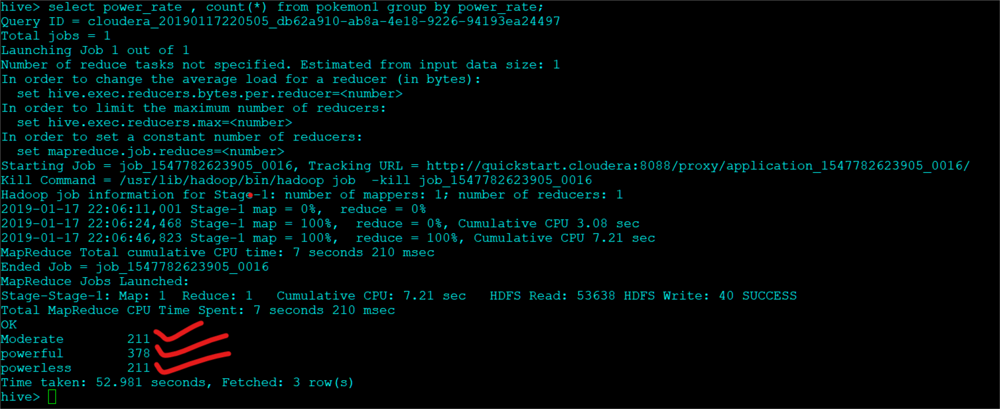 hive> select power_rate , count(*) from pokemon1 group by power_rate;
Query ID = cloudera_20190117220505_db62a910-ab8a-4e18-9226-94193ea24497
Total jobs = 1
Launching Job 1 out of 1
Number of reduce tasks not specified. Estimated from input data size: 1
In order to change the average load for a reducer (in bytes):
  set hive.exec.reducers.bytes.per.reducer=<number>
In order to limit the maximum number of reducers:
  set hive.exec.reducers.max=<number>
In order to set a constant number of reducers:
  set mapreduce.job.reduces=<number>
Starting Job = job_1547782623905_0016, Tracking URL = http://quickstart.cloudera:8088/proxy/application_1547782623905_0016/
Kill Command = /usr/lib/hadoop/bin/hadoop job  -kill job_1547782623905_0016
Hadoop job information for Stage-1: number of mappers: 1; number of reducers: 1
2019-01-17 22:06:11,001 Stage-1 map = 0%,  reduce = 0%
2019-01-17 22:06:24,468 Stage-1 map = 100%,  reduce = 0%, Cumulative CPU 3.08 sec
2019-01-17 22:06:46,823 Stage-1 map = 100%,  reduce = 100%, Cumulative CPU 7.21 sec
MapReduce Total cumulative CPU time: 7 seconds 210 msec
Ended Job = job_1547782623905_0016
MapReduce Jobs Launched:
Stage-Stage-1: Map: 1  Reduce: 1   Cumulative CPU: 7.21 sec   HDFS Read: 53638 HDFS Write: 40 SUCCESS
Total MapReduce CPU Time Spent: 7 seconds 210 msec
OK
Moderate        211
powerful        378
powerless       211
Time taken: 52.981 seconds, Fetched: 3 row(s)
hive>